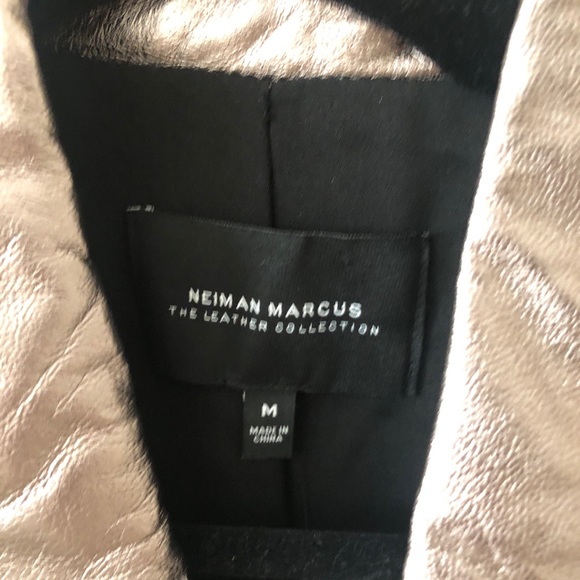 NEIMAN MARCUS
THE LEATHER COLLECTION
M
MADE IN
CHINA